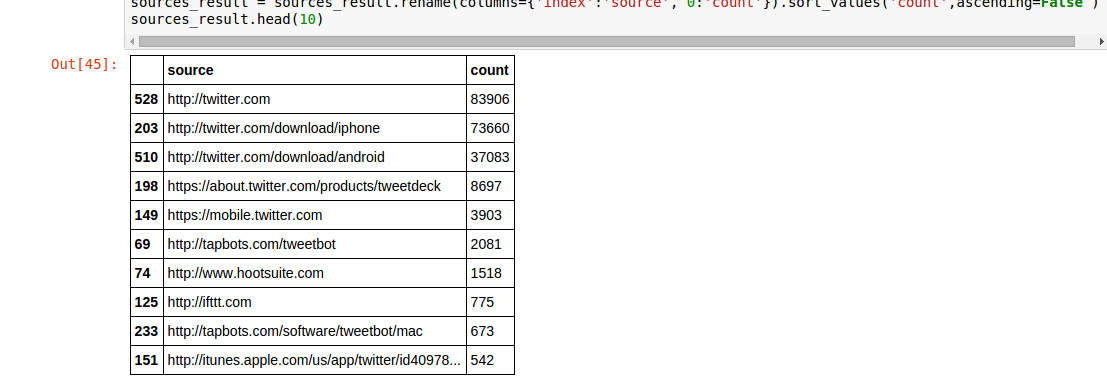 sources_result = sources_result.rename(columns={'index':'source', 0:'count'}).sort_values('count',ascending=False )
sources_result.head(10)
Out[45]:
source count
528 http://twitter.com 83906
203 http://twitter.com/download/iphone 73660
510 http://twitter.com/download/android 37083
198 https://about.twitter.com/products/tweetdeck 8697
149 https://mobile.twitter.com 3903
69 http://tapbots.com/tweetbot 2081
74 http://www.hootsuite.com 1518
125 http://ifttt.com 775
233 http://tapbots.com/software/tweetbot/mac 673
151 http://itunes.apple.com/us/app/twitter/id40978... 542